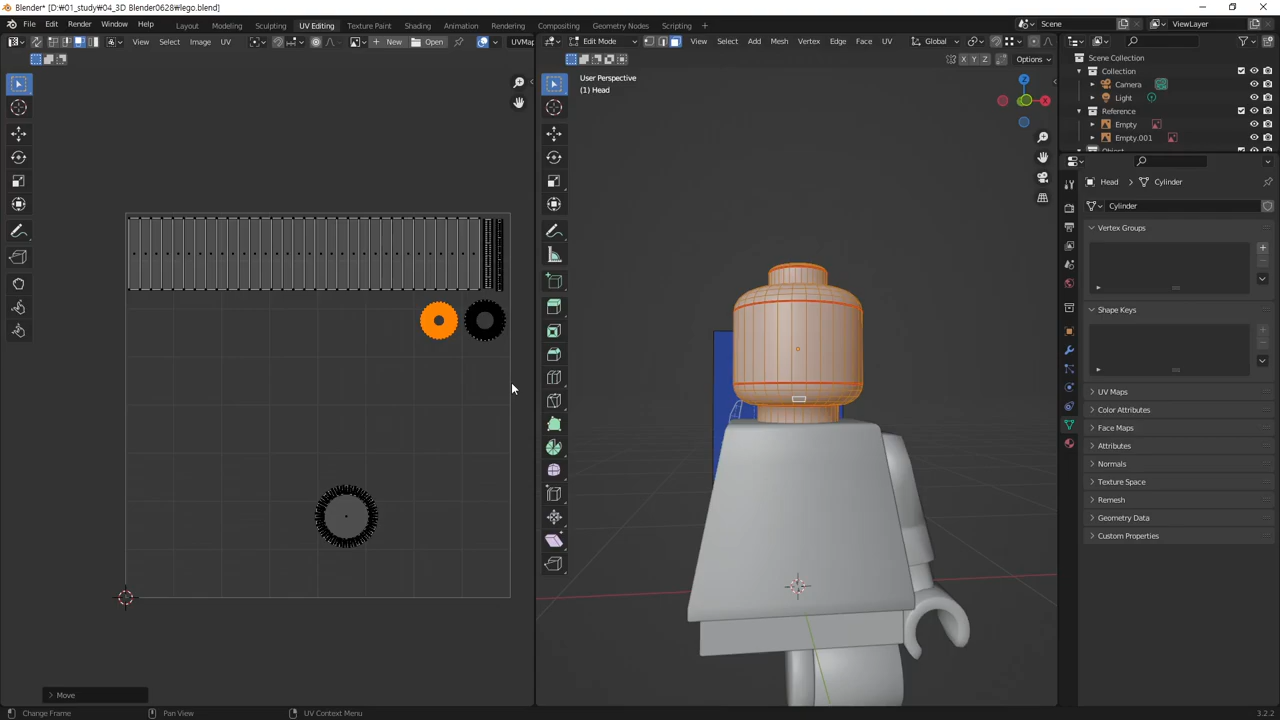 Blender* [D:₩01_study₩04_3D Blender0628₩lego.blend]
File Edit Render Window Help Layout Modeling Sculpting UV Editing Texture Paint Shading Animation Rendering Compositing Geometry Nodes Scripting + Scene ViewLayer
View Select Image UV New Open UVMap Edit Mode View Select Add Mesh Vertex Edge Face UV Global
X Y Z Options
Scene Collection
Collection
Camera
Light
Reference
Empty
Empty.001
User Perspective
(1) Head
Z
X
Head Cylinder
Cylinder
Vertex Groups
Shape Keys
UV Maps
Color Attributes
Face Maps
Attributes
Normals
Texture Space
Remesh
Geometry Data
Custom Properties
Move
Change Frame Pan View UV Context Menu 3.2.2